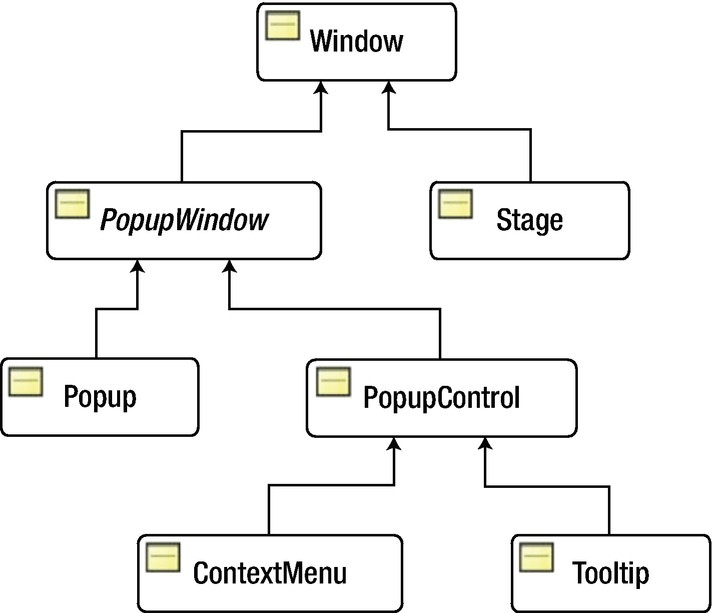 Window
PopupWindow
Stage
Popup
PopupControl
ContextMenu
Tooltip